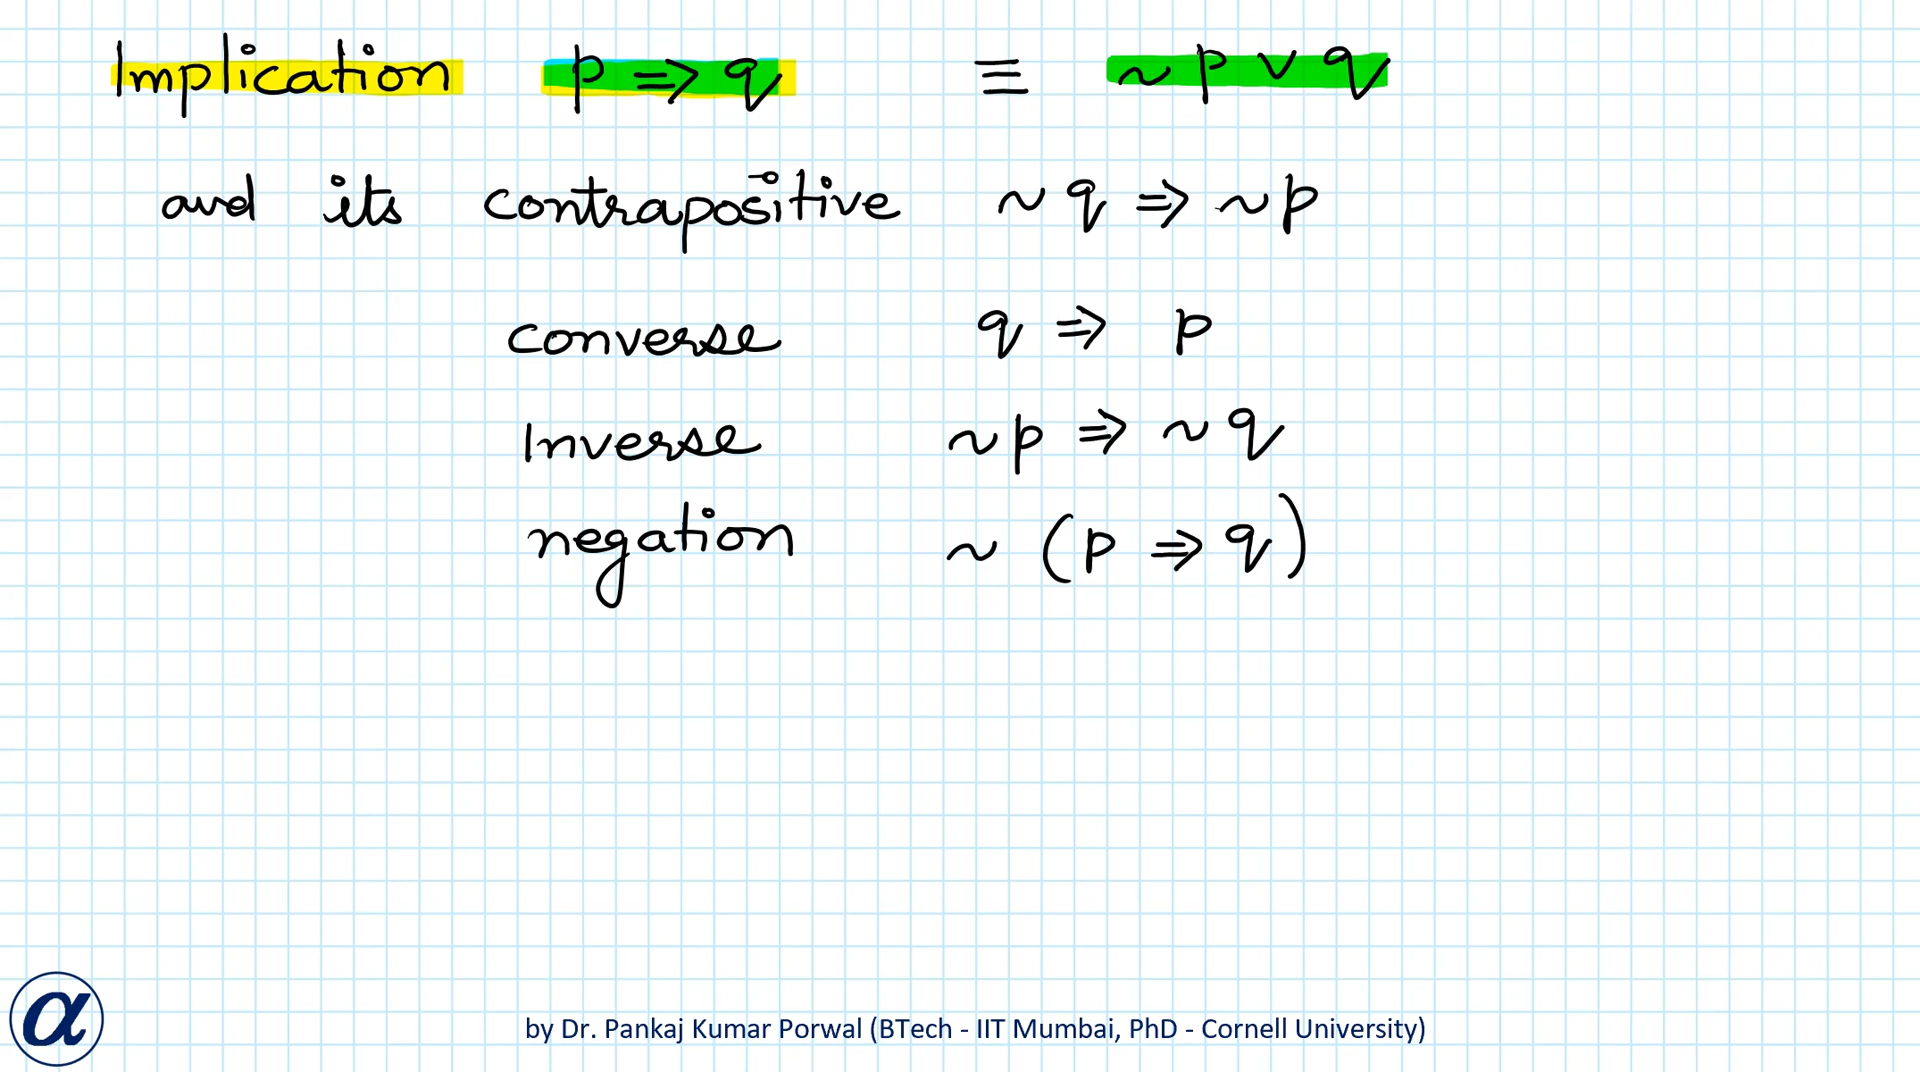 Implication p ⇒ q ≡ ~ p ∨ q
and its contrapositive ~ q ⇒ ~ p
converse q ⇒ p
Inverse ~ p ⇒ ~ q
negation ~ (p ⇒ q)
α
by Dr. Pankaj Kumar Porwal (BTech - IIT Mumbai, PhD - Cornell University)